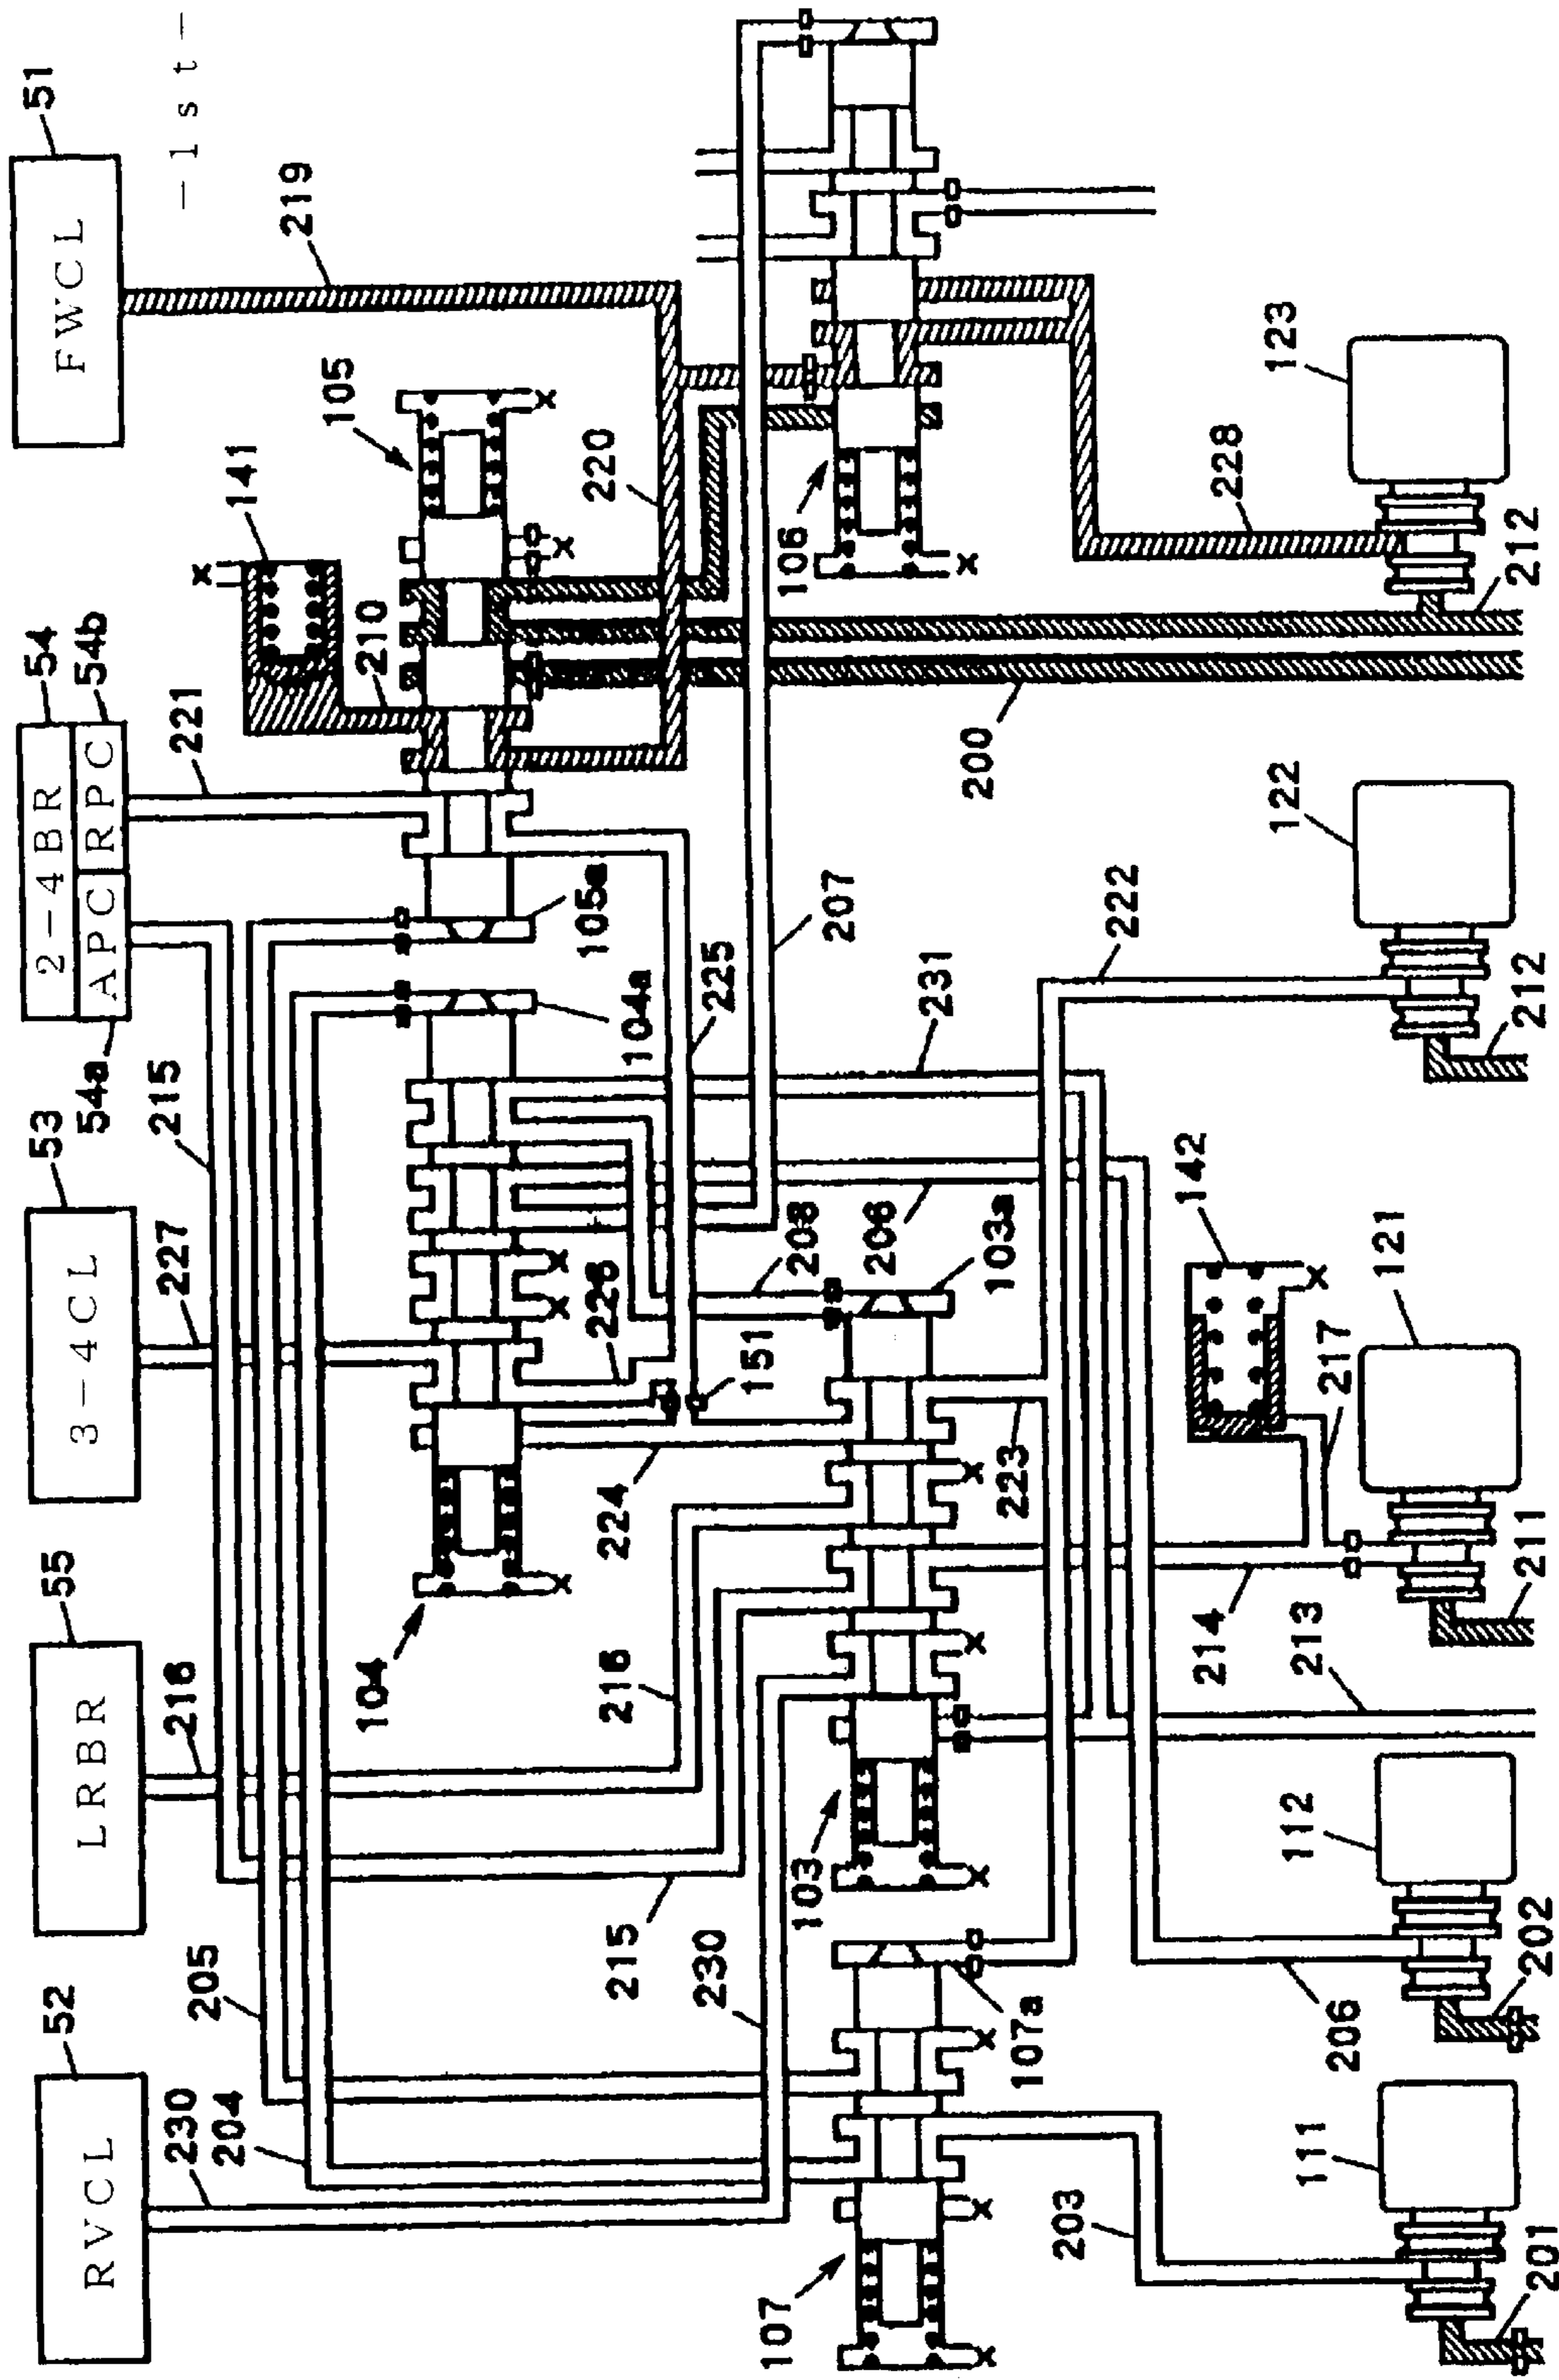 52
55
53
54
51
RVCL
LRBR
3-4CL
2-4BR
FWCL
54a
APC
RPC
54b
-1st-
230
204
205
216
227
215
221
141
219
105
210
x
x
x
x
x
x
104
105a
104a
220
226
216
215
224
230
225
151
208
207
106
107
103
231
206
200
103a
x
x
x
x
x
x
x
107a
223
203
222
142
x
228
214
217
213
206
212
111
112
121
122
123
201
202
211
212